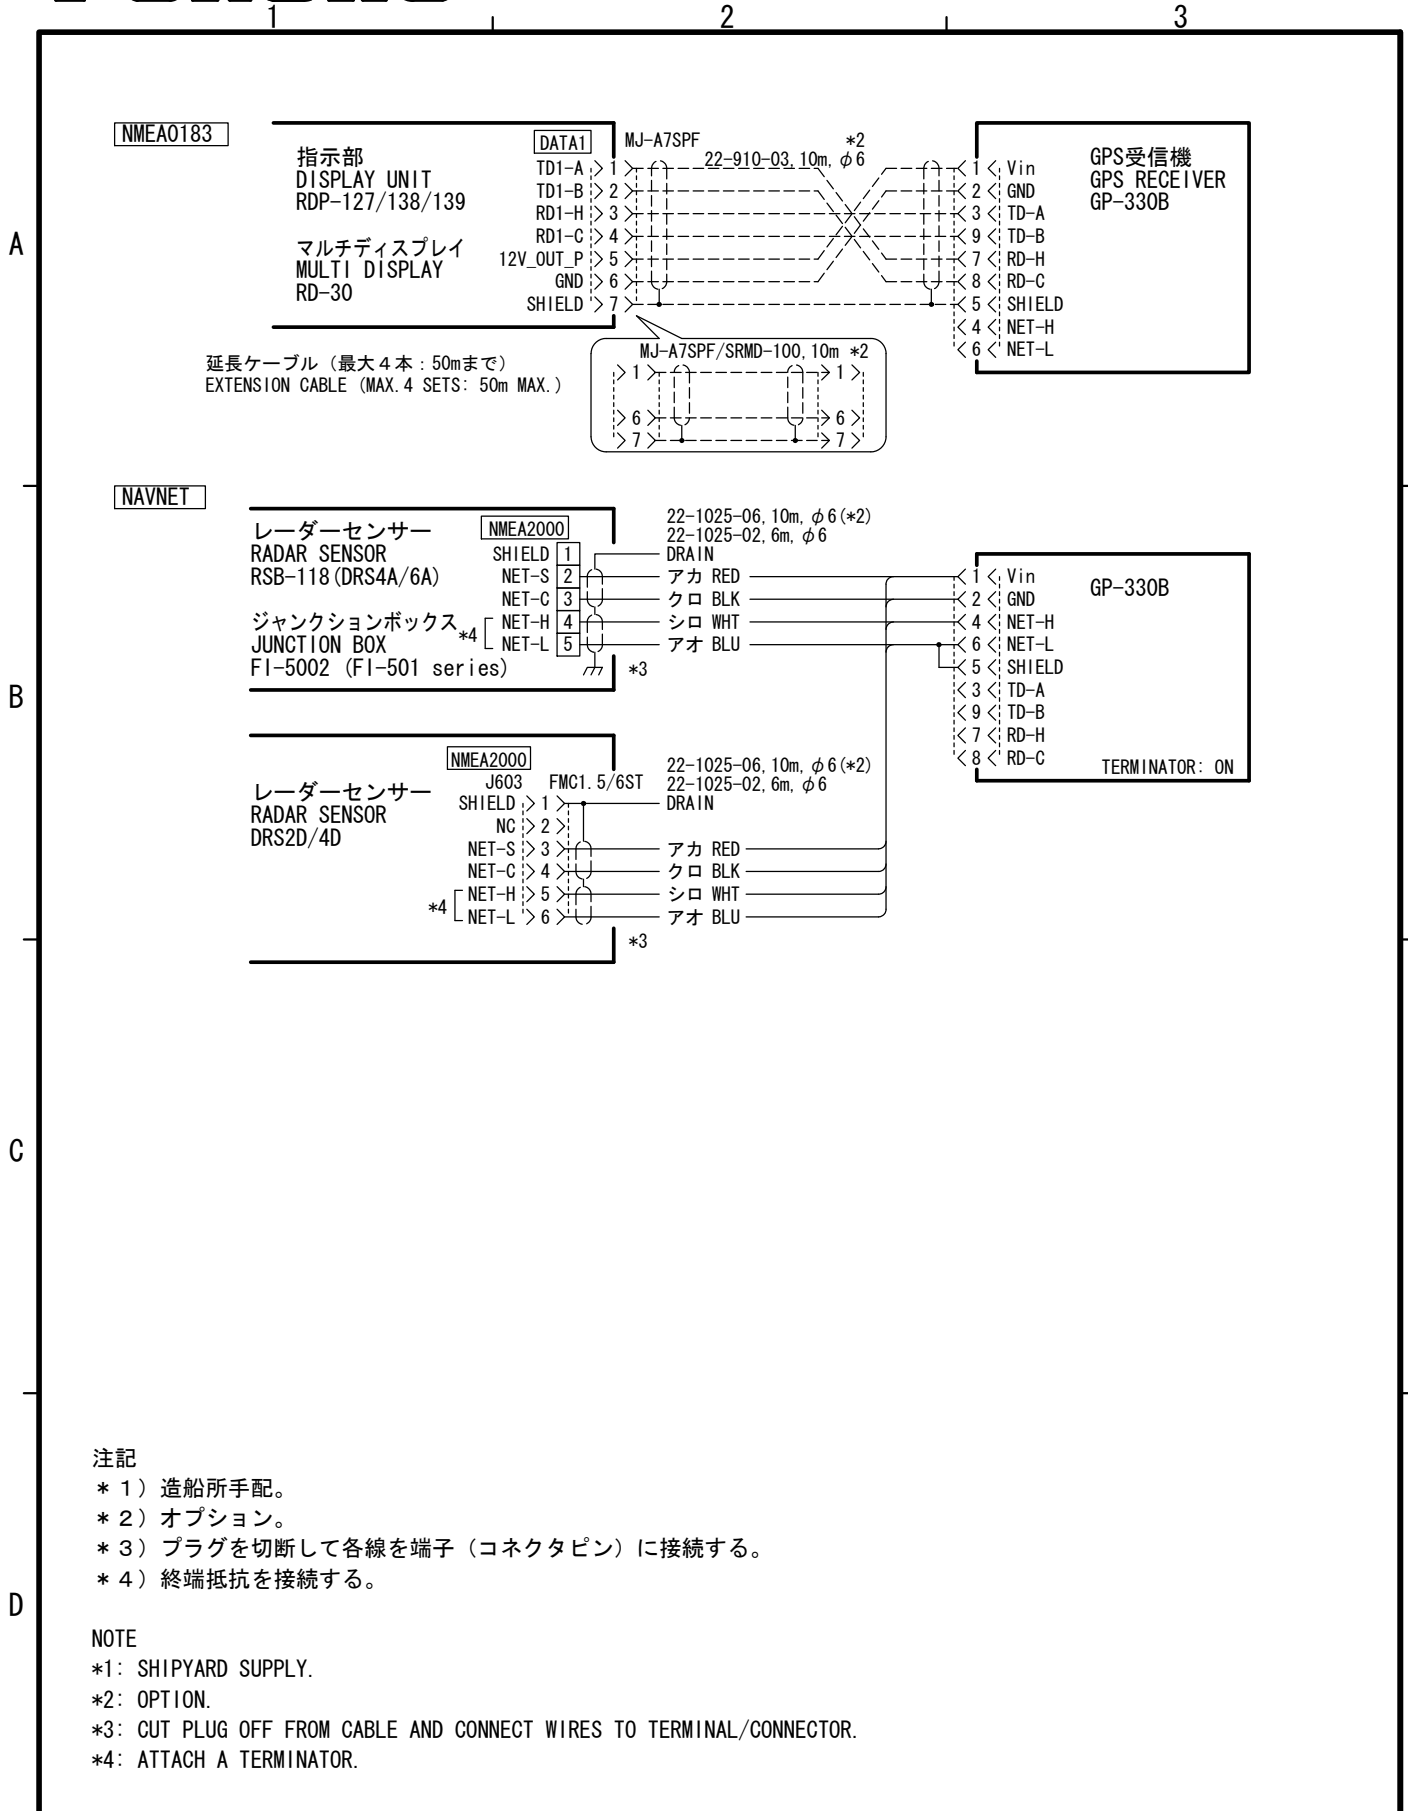 1 2 3
NMEA0183
指示部
DISPLAY UNIT
RDP-127/138/139
マルチディスプレイ
MULTI DISPLAY
RD-30
DATA1
MJ-A7SPF *2
22-910-03, 10m, φ6
TD1-A 1
TD1-B 2
RD1-H 3
RD1-C 4
12V_OUT_P 5
GND 6
SHIELD 7
1 Vin
2 GND
3 TD-A
9 TD-B
7 RD-H
8 RD-C
5 SHIELD
4 NET-H
6 NET-L
GPS受信機
GPS RECEIVER
GP-330B
A
延長ケーブル (最大4本:50mまで)
EXTENSION CABLE (MAX.4 SETS: 50m MAX.)
MJ-A7SPF/SRMD-100, 10m *2
1 1
6 6
7 7
NAVNET
レーダーセンサー
RADAR SENSOR
RSB-118(DRS4A/6A)
ジャンクションボックス
JUNCTION BOX
FI-5002 (FI-501 series)
NMEA2000
SHIELD 1
NET-S 2
NET-C 3
NET-H 4
*4
NET-L 5
*3
22-1025-06, 10m, φ6(*2)
22-1025-02, 6m, φ6
DRAIN
アカ RED
クロ BLK
シロ WHT
アオ BLU
1 Vin
2 GND
4 NET-H
6 NET-L
5 SHIELD
3 TD-A
9 TD-B
7 RD-H
8 RD-C
GP-330B
TERMINATOR: ON
B
レーダーセンサー
RADAR SENSOR
DRS2D/4D
NMEA2000
J603 FMC1.5/6ST
SHIELD 1
NC 2
NET-S 3
NET-C 4
NET-H 5
*4
NET-L 6
*3
22-1025-06, 10m, φ6(*2)
22-1025-02, 6m, φ6
DRAIN
アカ RED
クロ BLK
シロ WHT
アオ BLU
C
注記
*1)造船所手配。
*2)オプション。
*3)プラグを切断して各線を端子(コネクタピン)に接続する。
*4)終端抵抗を接続する。
D
NOTE
*1: SHIPYARD SUPPLY.
*2: OPTION.
*3: CUT PLUG OFF FROM CABLE AND CONNECT WIRES TO TERMINAL/CONNECTOR.
*4: ATTACH A TERMINATOR.